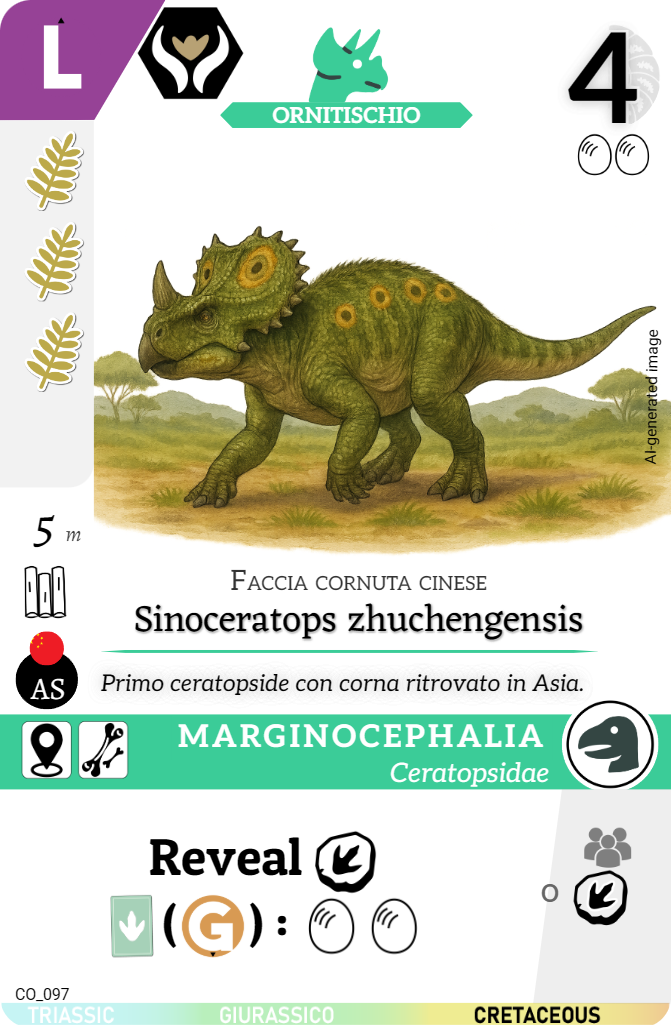 L
ORNITISCHIO
4
AI-generated image
5 m
FACCIA CORNUTA CINESE
Sinoceratops zhuchengensis
AS
Primo ceratopside con corna ritrovato in Asia.
MARGINOCEPHALIA
Ceratopsidae
Reveal
(G) :
O
CO_097
TRIASSIC GIURASSICO CRETACEOUS